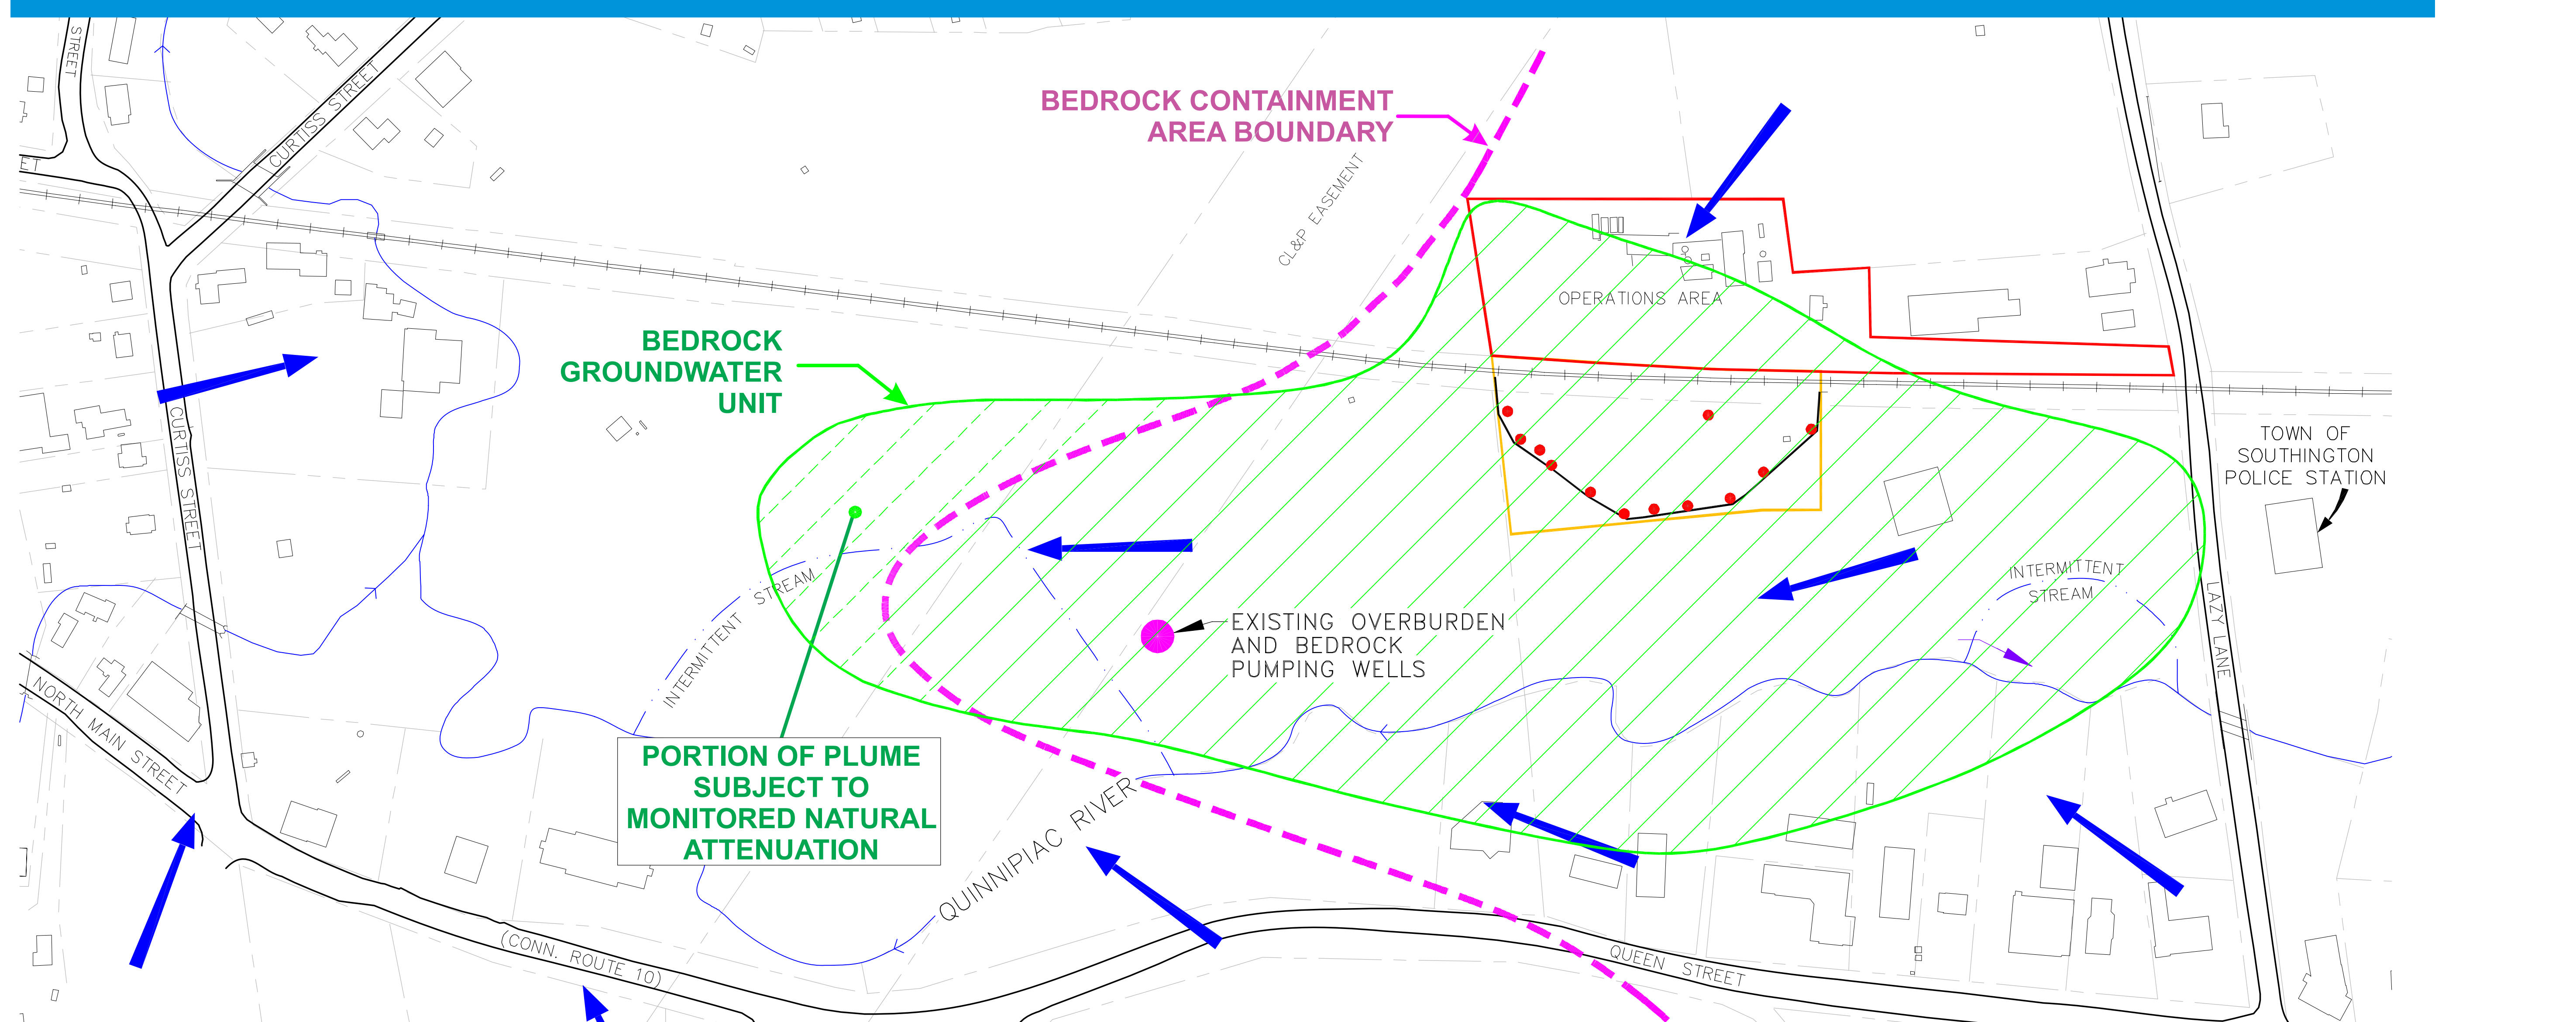 STREET
CURTISS STREET
ET
BEDROCK CONTAINMENT
AREA BOUNDARY
CL&P EASEMENT
OPERATIONS AREA
BEDROCK
GROUNDWATER
UNIT
CURTISS STREET
TOWN OF
SOUTHINGTON
POLICE STATION
INTERMITTENT
STREAM
INTERMITTENT STREAM
LAZY LANE
EXISTING OVERBURDEN
AND BEDROCK
PUMPING WELLS
NORTH MAIN STREET
PORTION OF PLUME
SUBJECT TO
MONITORED NATURAL
ATTENUATION
QUINNIPIAC RIVER
(CONN. ROUTE 10)
QUEEN STREET